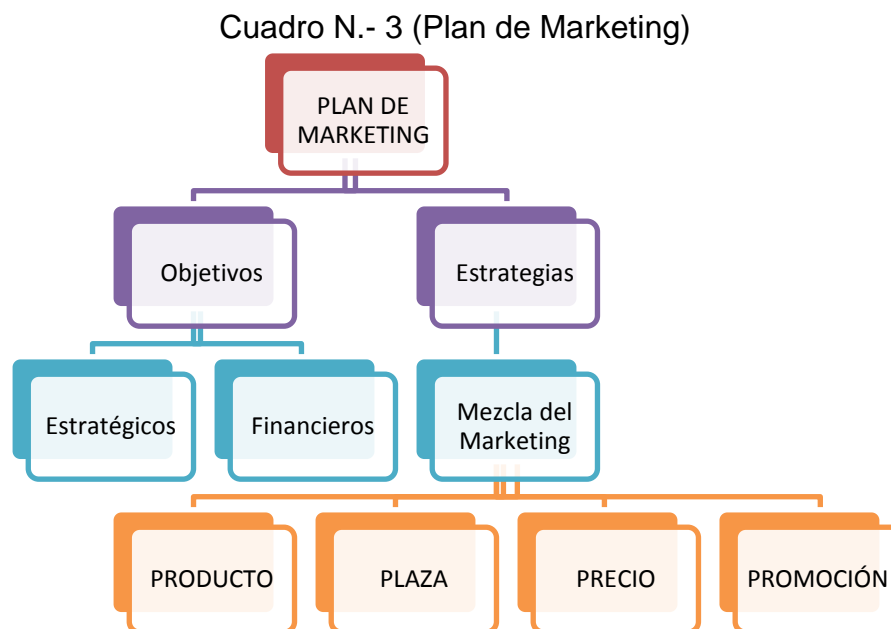 Cuadro N.- 3 (Plan de Marketing)
PLAN DE
MARKETING
Objetivos
Estrategias
Estratégicos
Financieros
Mezcla del
Marketing
PRODUCTO
PLAZA
PRECIO
PROMOCIÓN